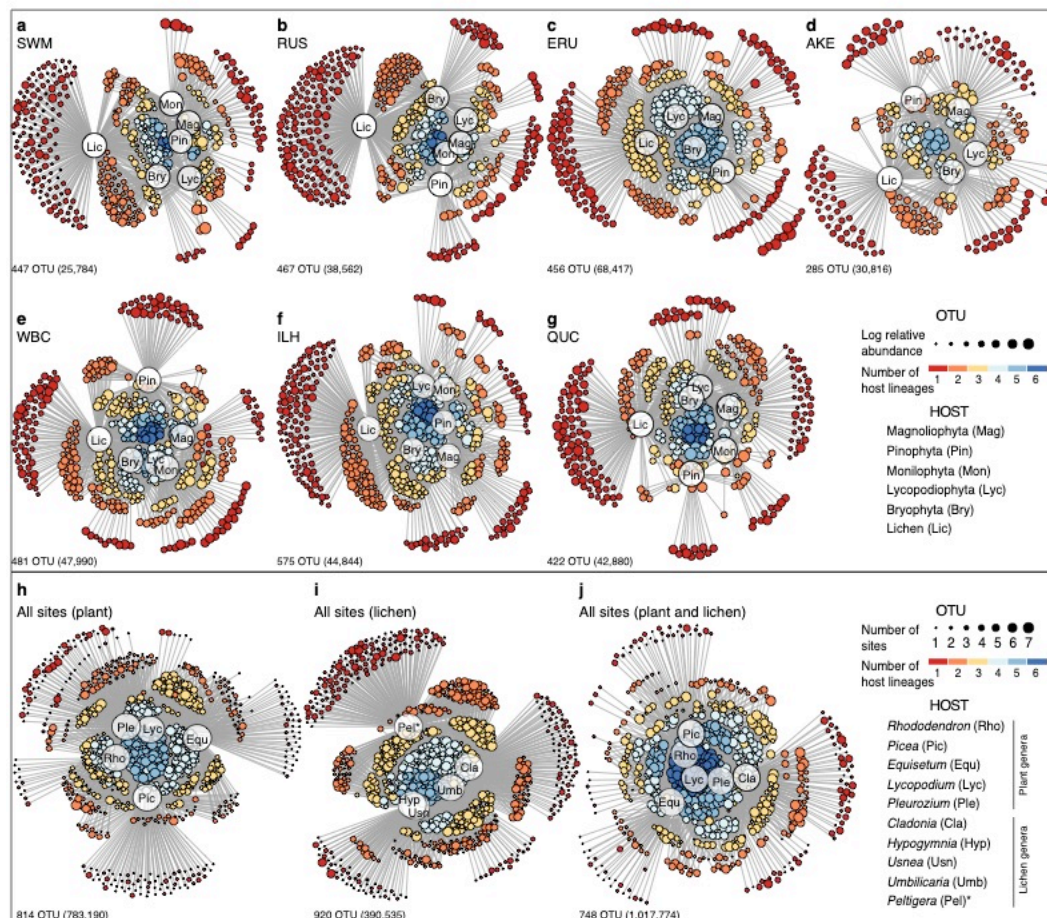 a
SWM
Mon
Mag
Pin
Lic
Bry
Lyc
447 OTU (25,784)
b
RUS
Bry
Lic
Lyc
Mag
Mon
Pin
467 OTU (38,562)
c
ERU
Lyc
Mag
Lic
Bry
Pin
456 OTU (68,417)
d
AKE
Pin
Mag
Lyc
Lic
Bry
285 OTU (30,816)
e
WBC
Pin
Lic
Mag
Bry
Lyc
Mon
481 OTU (47,990)
f
ILH
Lyc
Mon
Lic
Pin
Bry
Mag
575 OTU (44,844)
g
QUC
Lyc
Bry
Mag
Lic
Mon
Pin
422 OTU (42,880)
OTU
Log relative
abundance
Number of
host lineages
1 2 3 4 5 6
HOST
Magnoliophyta (Mag)
Pinophyta (Pin)
Monilophyta (Mon)
Lycopodiophyta (Lyc)
Bryophyta (Bry)
Lichen (Lic)
h
All sites (plant)
Ple
Lyc
Equ
Rho
Pic
814 OTU (783,190)
i
All sites (lichen)
Pel*
Cla
Umb
Hyp
Usn
920 OTU (390,535)
j
All sites (plant and lichen)
Pic
Rho
Lyc
Ple
Cla
Equ
748 OTU (1,017,774)
OTU
Number of
sites
1 2 3 4 5 6 7
Number of
host lineages
1 2 3 4 5 6
HOST
Rhododendron (Rho)
Picea (Pic)
Equisetum (Equ)
Lycopodium (Lyc)
Pleurozium (Ple)
Plant genera
Cladonia (Cla)
Hypogymnia (Hyp)
Usnea (Usn)
Umbilicaria (Umb)
Peltigera (Pel)*
Lichen genera